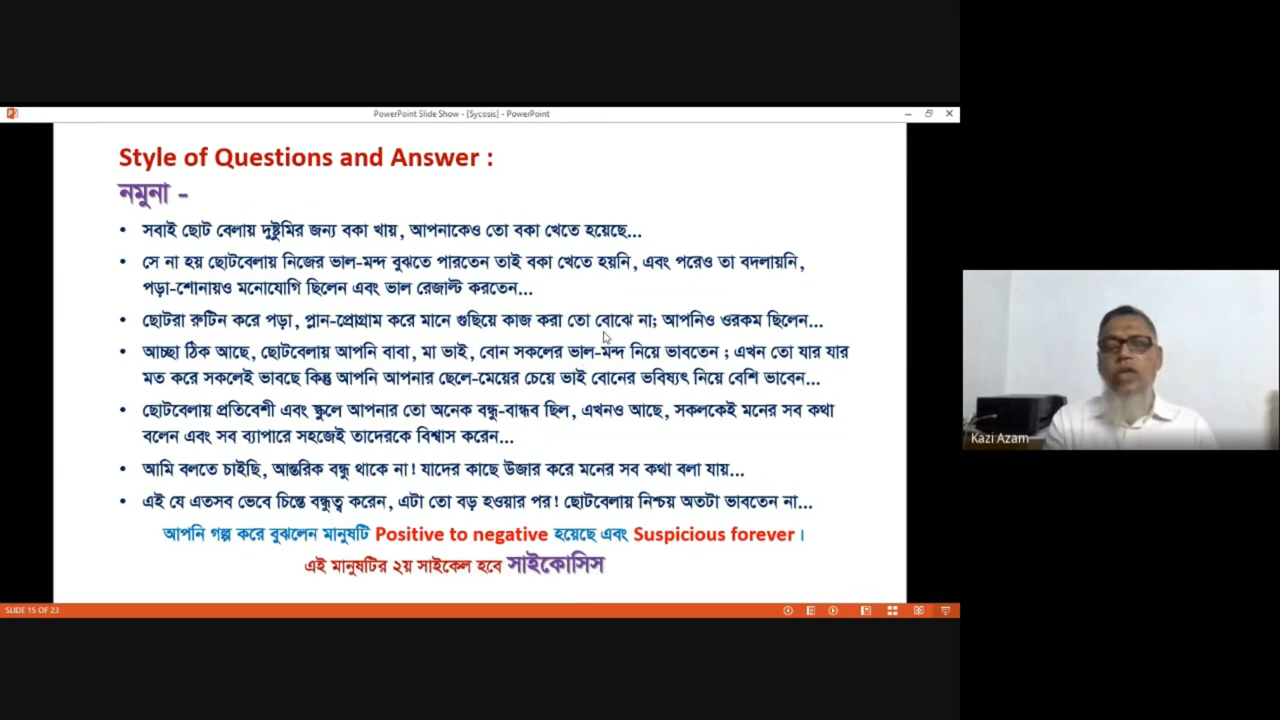 PowerPoint Slide Show - [Sycosis] - PowerPoint
Style of Questions and Answer :
নমুনা -
• সবাই ছোট বেলায় দুষ্টুমির জন্য বকা খায়, আপনাকেও তো বকা খেতে হয়েছে...
• সে না হয় ছোটবেলায় নিজের ভাল-মন্দ বুঝতে পারতেন তাই বকা খেতে হয়নি, এবং পরেও তা বদলায়নি,
পড়া-শোনায়ও মনোযোগি ছিলেন এবং ভাল রেজাল্ট করতেন...
• ছোটরা রুটিন করে পড়া, প্লান-প্রোগ্রাম করে মানে গুছিয়ে কাজ করা তো বোঝে না; আপনিও ওরকম ছিলেন...
• আচ্ছা ঠিক আছে, ছোটবেলায় আপনি বাবা, মা ভাই, বোন সকলের ভাল-মন্দ নিয়ে ভাবতেন ; এখন তো যার যার
মত করে সকলেই ভাবছে কিন্তু আপনি আপনার ছেলে-মেয়ের চেয়ে ভাই বোনের ভবিষ্যৎ নিয়ে বেশি ভাবেন...
• ছোটবেলায় প্রতিবেশী এবং স্কুলে আপনার তো অনেক বন্ধু-বান্ধব ছিল, এখনও আছে, সকলকেই মনের সব কথা
বলেন এবং সব ব্যাপারে সহজেই তাদেরকে বিশ্বাস করেন...
• আমি বলতে চাইছি, আন্তরিক বন্ধু থাকে না! যাদের কাছে উজার করে মনের সব কথা বলা যায়...
• এই যে এতসব ভেবে চিন্তে বন্ধুত্ব করেন, এটা তো বড় হওয়ার পর! ছোটবেলায় নিশ্চয় অতটা ভাবতেন না...
আপনি গল্প করে বুঝলেন মানুষটি Positive to negative হয়েছে এবং Suspicious forever।
এই মানুষটির ২য় সাইকেল হবে সাইকোসিস
SLIDE 15 OF 23
Kazi Azam